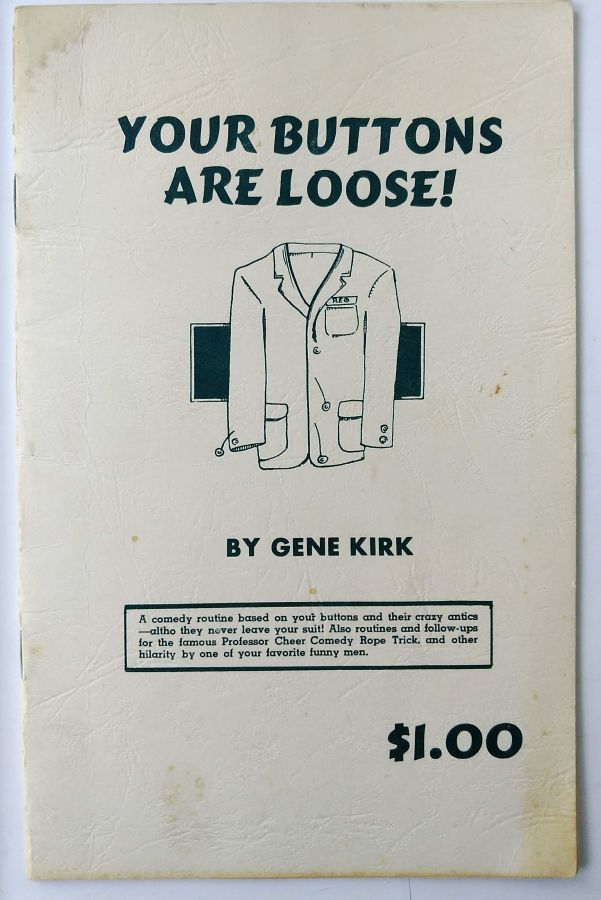 YOUR BUTTONS
ARE LOOSE!
BY GENE KIRK
A comedy routine based on your buttons and their crazy antics
—altho they never leave your suit! Also routines and follow-ups
for the famous Professor Cheer Comedy Rope Trick, and other
hilarity by one of your favorite funny men.
$1.00